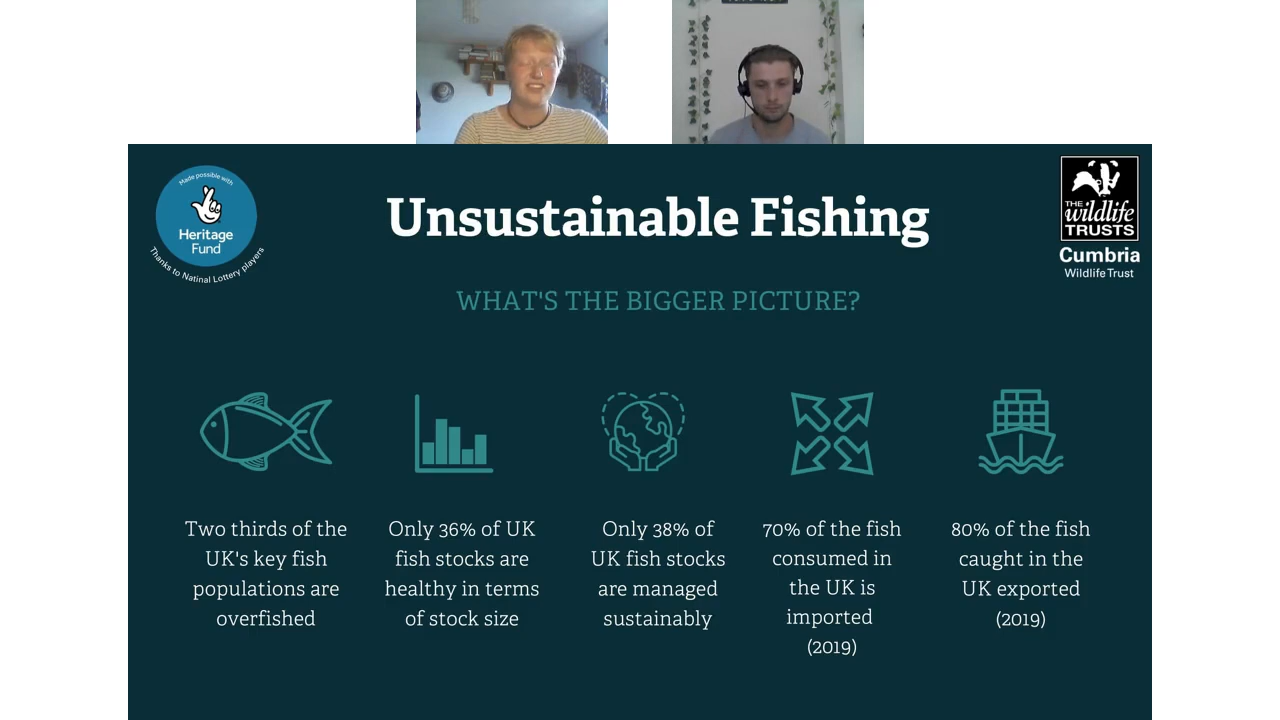 Made possible with
Heritage
Fund
Thanks to Natinal Lottery players
Unsustainable Fishing
THE
wildlife
TRUSTS
Cumbria
Wildlife Trust
WHAT'S THE BIGGER PICTURE?
Two thirds of the
UK's key fish
populations are
overfished
Only 36% of UK
fish stocks are
healthy in terms
of stock size
Only 38% of
UK fish stocks
are managed
sustainably
70% of the fish
consumed in
the UK is
imported
(2019)
80% of the fish
caught in the
UK exported
(2019)